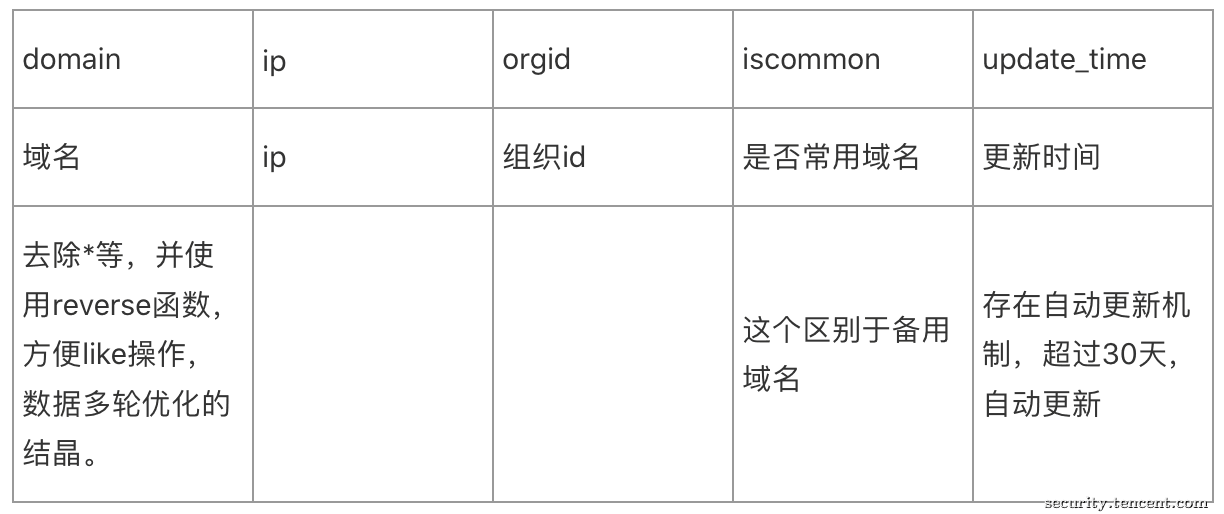 domain ip orgid iscommon update_time
域名 ip 组织id 是否常用域名 更新时间
去除*等，并使
用reverse函数，
方便like操作，
数据多轮优化的
结晶。
这个区别于备用
域名
存在自动更新机
制，超过30天，
自动更新
security.tencent.com